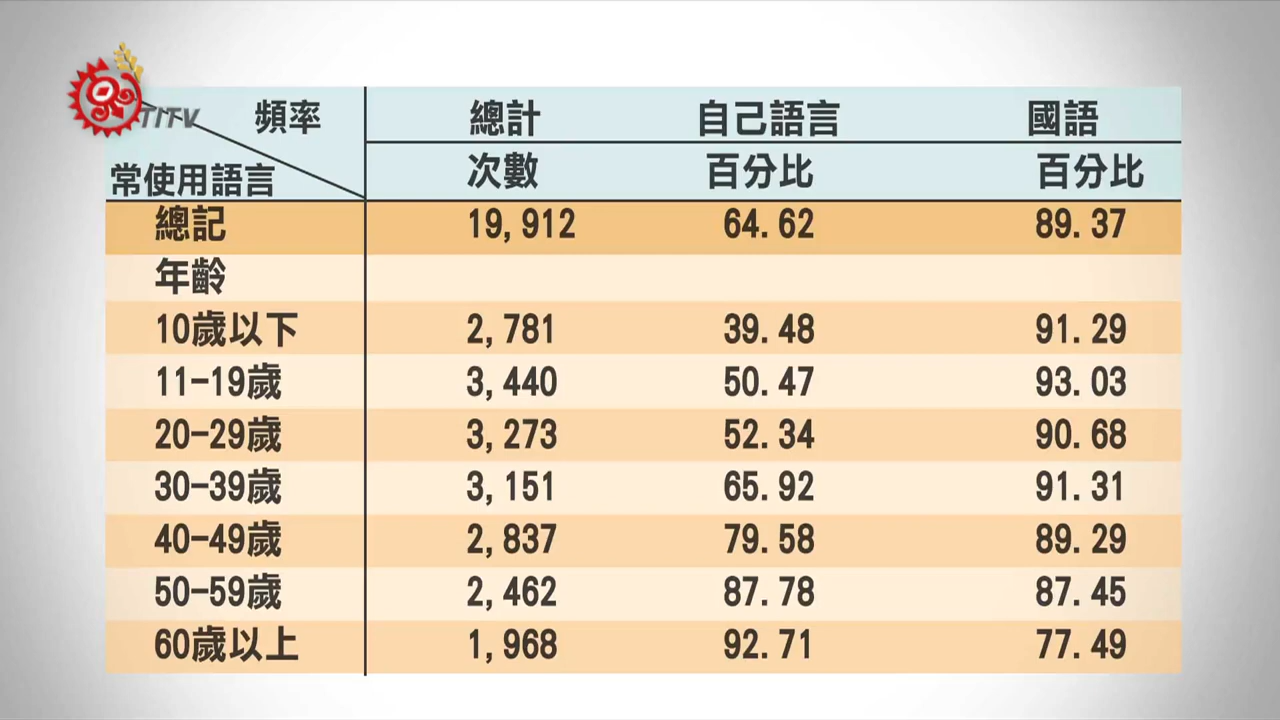 TITV
頻率 總計 自己語言 國語
常使用語言 次數 百分比 百分比
總記 19,912 64.62 89.37
年齡
10歲以下 2,781 39.48 91.29
11-19歲 3,440 50.47 93.03
20-29歲 3,273 52.34 90.68
30-39歲 3,151 65.92 91.31
40-49歲 2,837 79.58 89.29
50-59歲 2,462 87.78 87.45
60歲以上 1,968 92.71 77.49